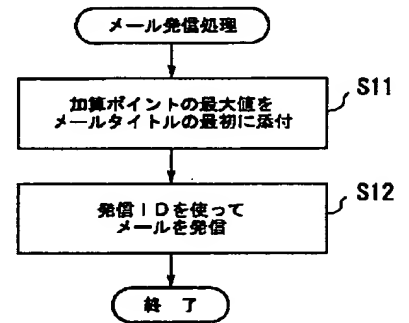 メール発信処理
加算ポイントの最大値を
メールタイトルの最初に添付
S11
発信IDを使って
メールを発信
S12
終 了